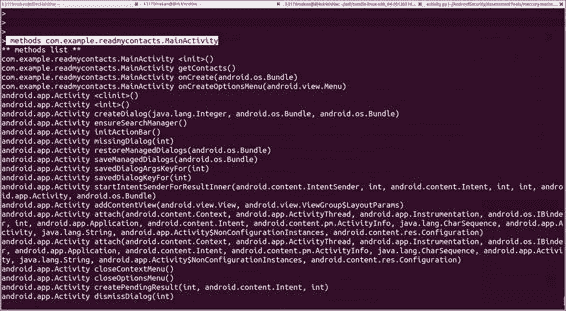 >
>
>
> methods com.example.readmycontacts.MainActivity
** methods list **
com.example.readmycontacts.MainActivity <init>()
com.example.readmycontacts.MainActivity getContacts()
com.example.readmycontacts.MainActivity onCreate(android.os.Bundle)
com.example.readmycontacts.MainActivity onCreateOptionsMenu(android.view.Menu)
android.app.Activity <clinit>()
android.app.Activity <init>()
android.app.Activity createDialog(java.lang.Integer, android.os.Bundle, android.os.Bundle)
android.app.Activity ensureSearchManager()
android.app.Activity initActionBar()
android.app.Activity missingDialog(int)
android.app.Activity restoreManagedDialogs(android.os.Bundle)
android.app.Activity saveManagedDialogs(android.os.Bundle)
android.app.Activity savedDialogArgsKeyFor(int)
android.app.Activity savedDialogKeyFor(int)
android.app.Activity startIntentSenderForResultInner(android.content.IntentSender, int, android.content.Intent, int, int, andro
id.app.Activity, android.os.Bundle)
android.app.Activity addContentView(android.view.View, android.view.ViewGroup$LayoutParams)
android.app.Activity attach(android.content.Context, android.app.ActivityThread, android.app.Instrumentation, android.os.IBinde
r, int, android.app.Application, android.content.Intent, android.content.pm.ActivityInfo, java.lang.CharSequence, android.app.A
ctivity, java.lang.String, android.app.Activity$NonConfigurationInstances, android.content.res.Configuration)
android.app.Activity attach(android.content.Context, android.app.ActivityThread, android.app.Instrumentation, android.os.IBinde
r, android.app.Application, android.content.Intent, android.content.pm.ActivityInfo, java.lang.CharSequence, android.app.Activi
ty, java.lang.String, android.app.Activity$NonConfigurationInstances, android.content.res.Configuration)
android.app.Activity closeContextMenu()
android.app.Activity closeOptionsMenu()
android.app.Activity createPendingResult(int, android.content.Intent, int)
android.app.Activity dismissDialog(int)